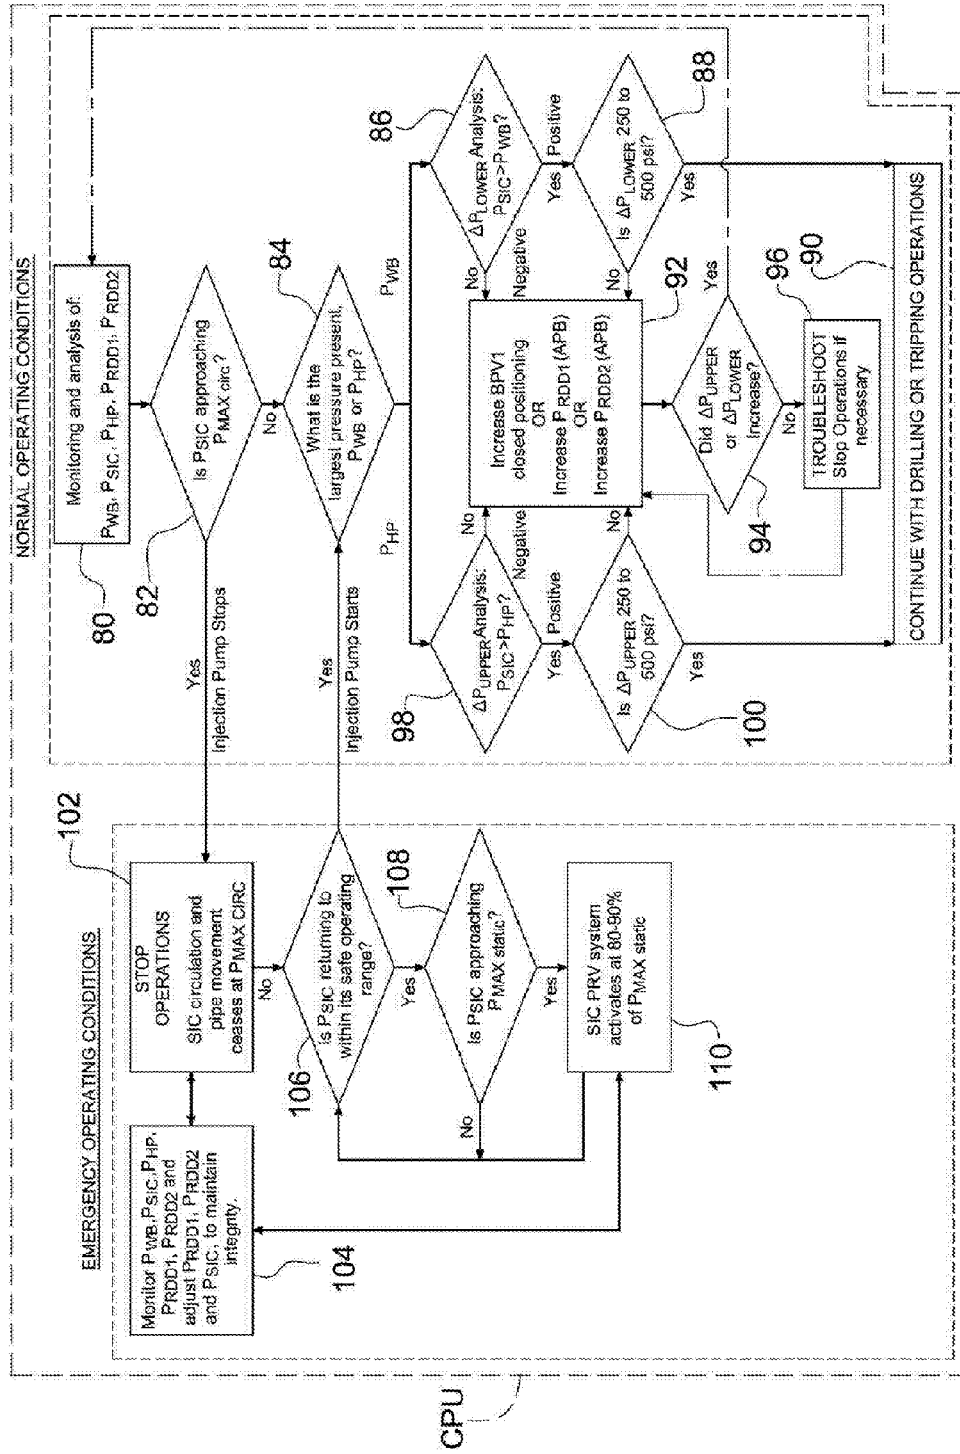 NORMAL OPERATING CONDITIONS
Monitoring and analysis of:
PWB, PSIC, PHP, PRDD1, PRDD2
80
Is PSIC approaching
PMAX circ?
82
Yes
Injection Pump Stops
No
What is the
largest pressure present,
PWB or PHP?
84
Yes
Injection Pump Starts
PHP
PWB
ΔPUPPER Analysis:
PSIC>PHP?
98
No
Negative
Yes
Positive
Is ΔPUPPER 250 to
500 psi?
100
No
Yes
ΔPLOWER Analysis:
PSIC>PWB?
86
No
Negative
Yes
Positive
Is ΔPLOWER 250 to
500 psi?
88
No
Yes
Increase BPV1
closed positioning
OR
Increase PRDD1 (APB)
OR
Increase PRDD2 (APB)
92
Did ΔPUPPER
or ΔPLOWER
Increase?
94
Yes
No
TROUBLESHOOT
Stop Operations if
necessary
96
90
CONTINUE WITH DRILLING OR TRIPPING OPERATIONS
EMERGENCY OPERATING CONDITIONS
Monitor PWB, PSIC, PHP,
PRDD1, PRDD2 and
adjust PRDD1, PRDD2
and PSIC, to maintain
integrity.
104
STOP
OPERATIONS
SIC circulation and
pipe movement
ceases at PMAX CIRC
102
No
Is PSIC returning to
within its safe operating
range?
106
Yes
Is PSIC approaching
PMAX static?
108
No
Yes
SIC PRV system
activates at 80-90%
of PMAX static
110
CPU